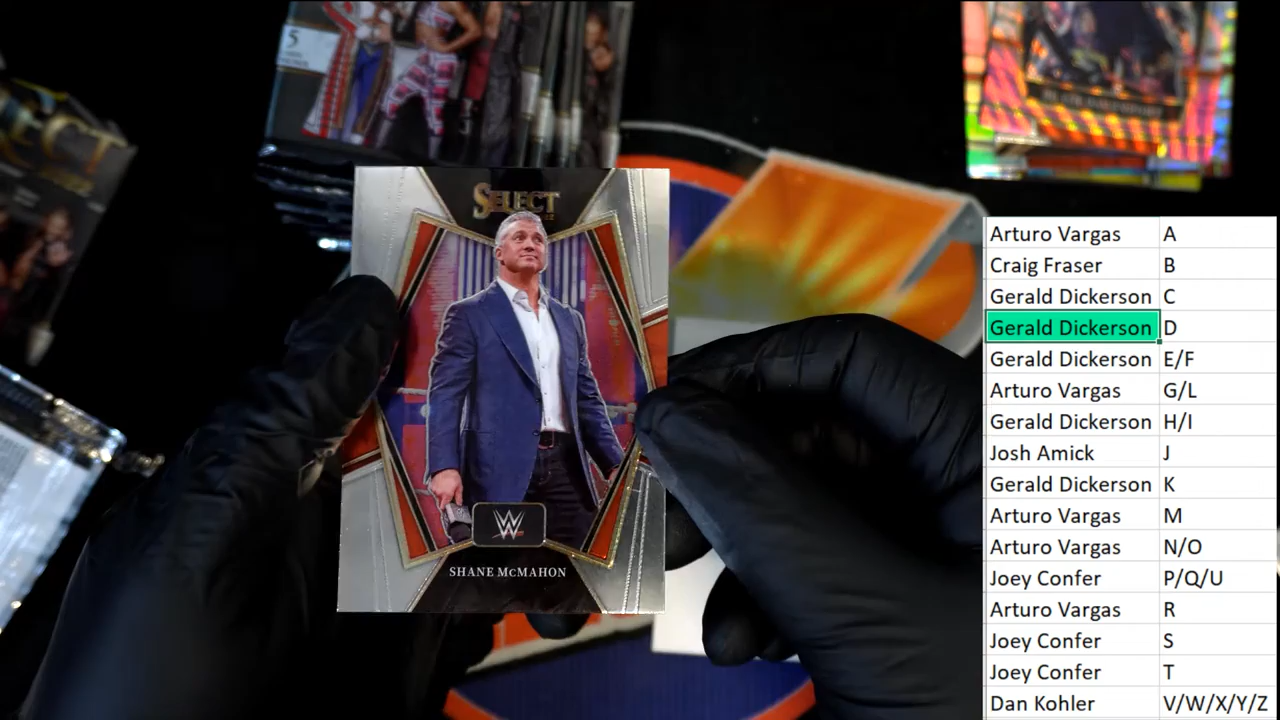 5
SELECT
SHANE McMAHON
Arturo Vargas A
Craig Fraser B
Gerald Dickerson C
Gerald Dickerson D
Gerald Dickerson E/F
Arturo Vargas G/L
Gerald Dickerson H/I
Josh Amick J
Gerald Dickerson K
Arturo Vargas M
Arturo Vargas N/O
Joey Confer P/Q/U
Arturo Vargas R
Joey Confer S
Joey Confer T
Dan Kohler V/W/X/Y/Z